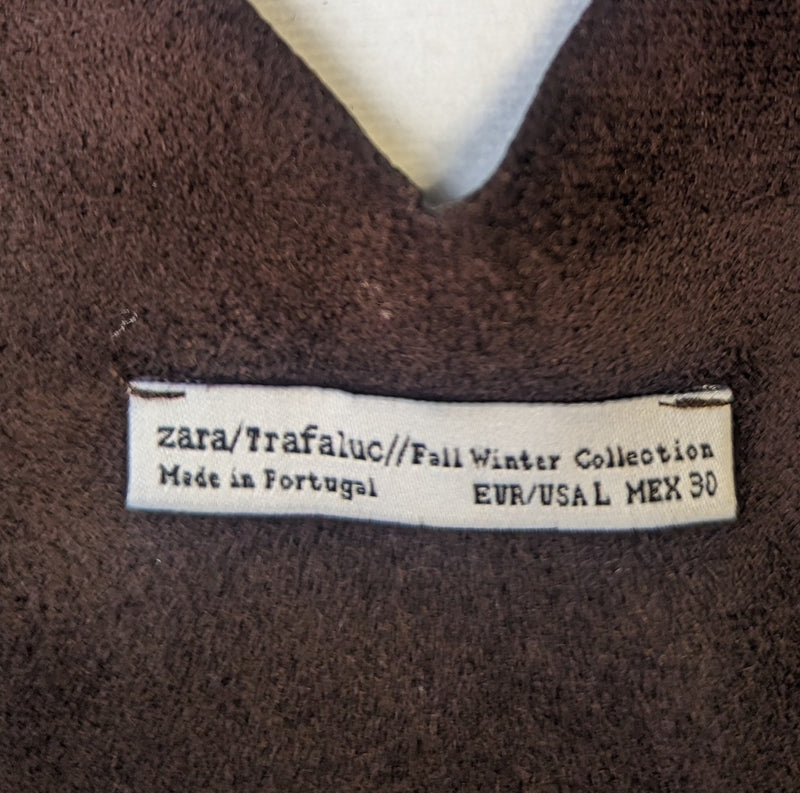 zara/Trafaluc//Fall Winter Collection
Made in Portugal EUR/USA L MEX 30